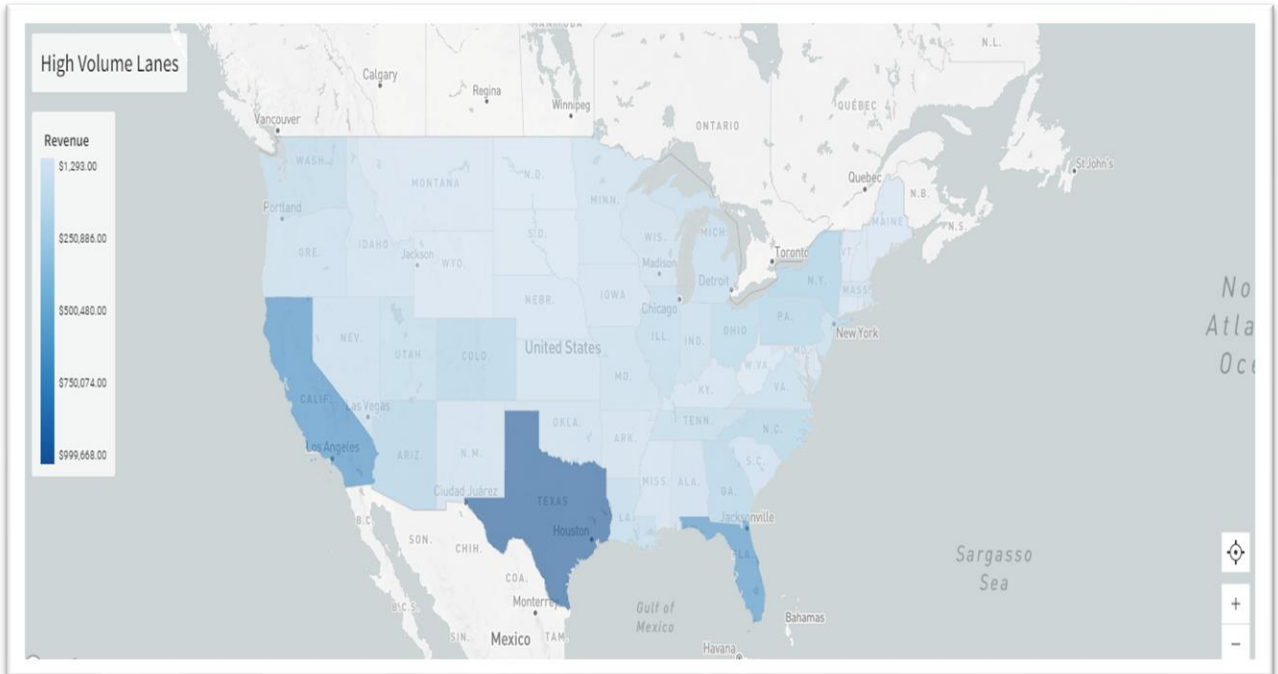 High Volume Lanes
Revenue
$1,293.00
$250,886.00
$500,480.00
$750,074.00
$999,668.00
MANITOBA
N.L.
Calgary
Regina
Winnipeg
QUÉBEC
Vancouver
ONTARIO
St John's
WASH.
MONTANA
N.D.
Quebec
N.B.
Portland
MINN.
MAINE
N.S.
ORE.
IDAHO
Jackson
WYO.
S.D.
WIS.
MICH.
Toronto
VT.
Madison
Detroit
N.Y.
MASS.
NEBR.
IOWA
Chicago
No
Atla
Oce
NEV.
UTAH
COLO.
United States
ILL.
IND.
OHIO
PA.
New York
MO.
W.VA.
MD.
KY.
VA.
CALIF.
Las Vegas
OKLA.
TENN.
N.C.
Los Angeles
ARIZ.
N.M.
ARK.
S.C.
MISS.
ALA.
GA.
Ciudad Juárez
TEXAS
B.C.
Houston
LA.
Jacksonville
SON.
CHIH.
FLA.
Sargasso
Sea
COA.
B.C.S.
Monterrey
Gulf of
Mexico
Bahamas
SIN.
Mexico
TAM.
Havana
+
−